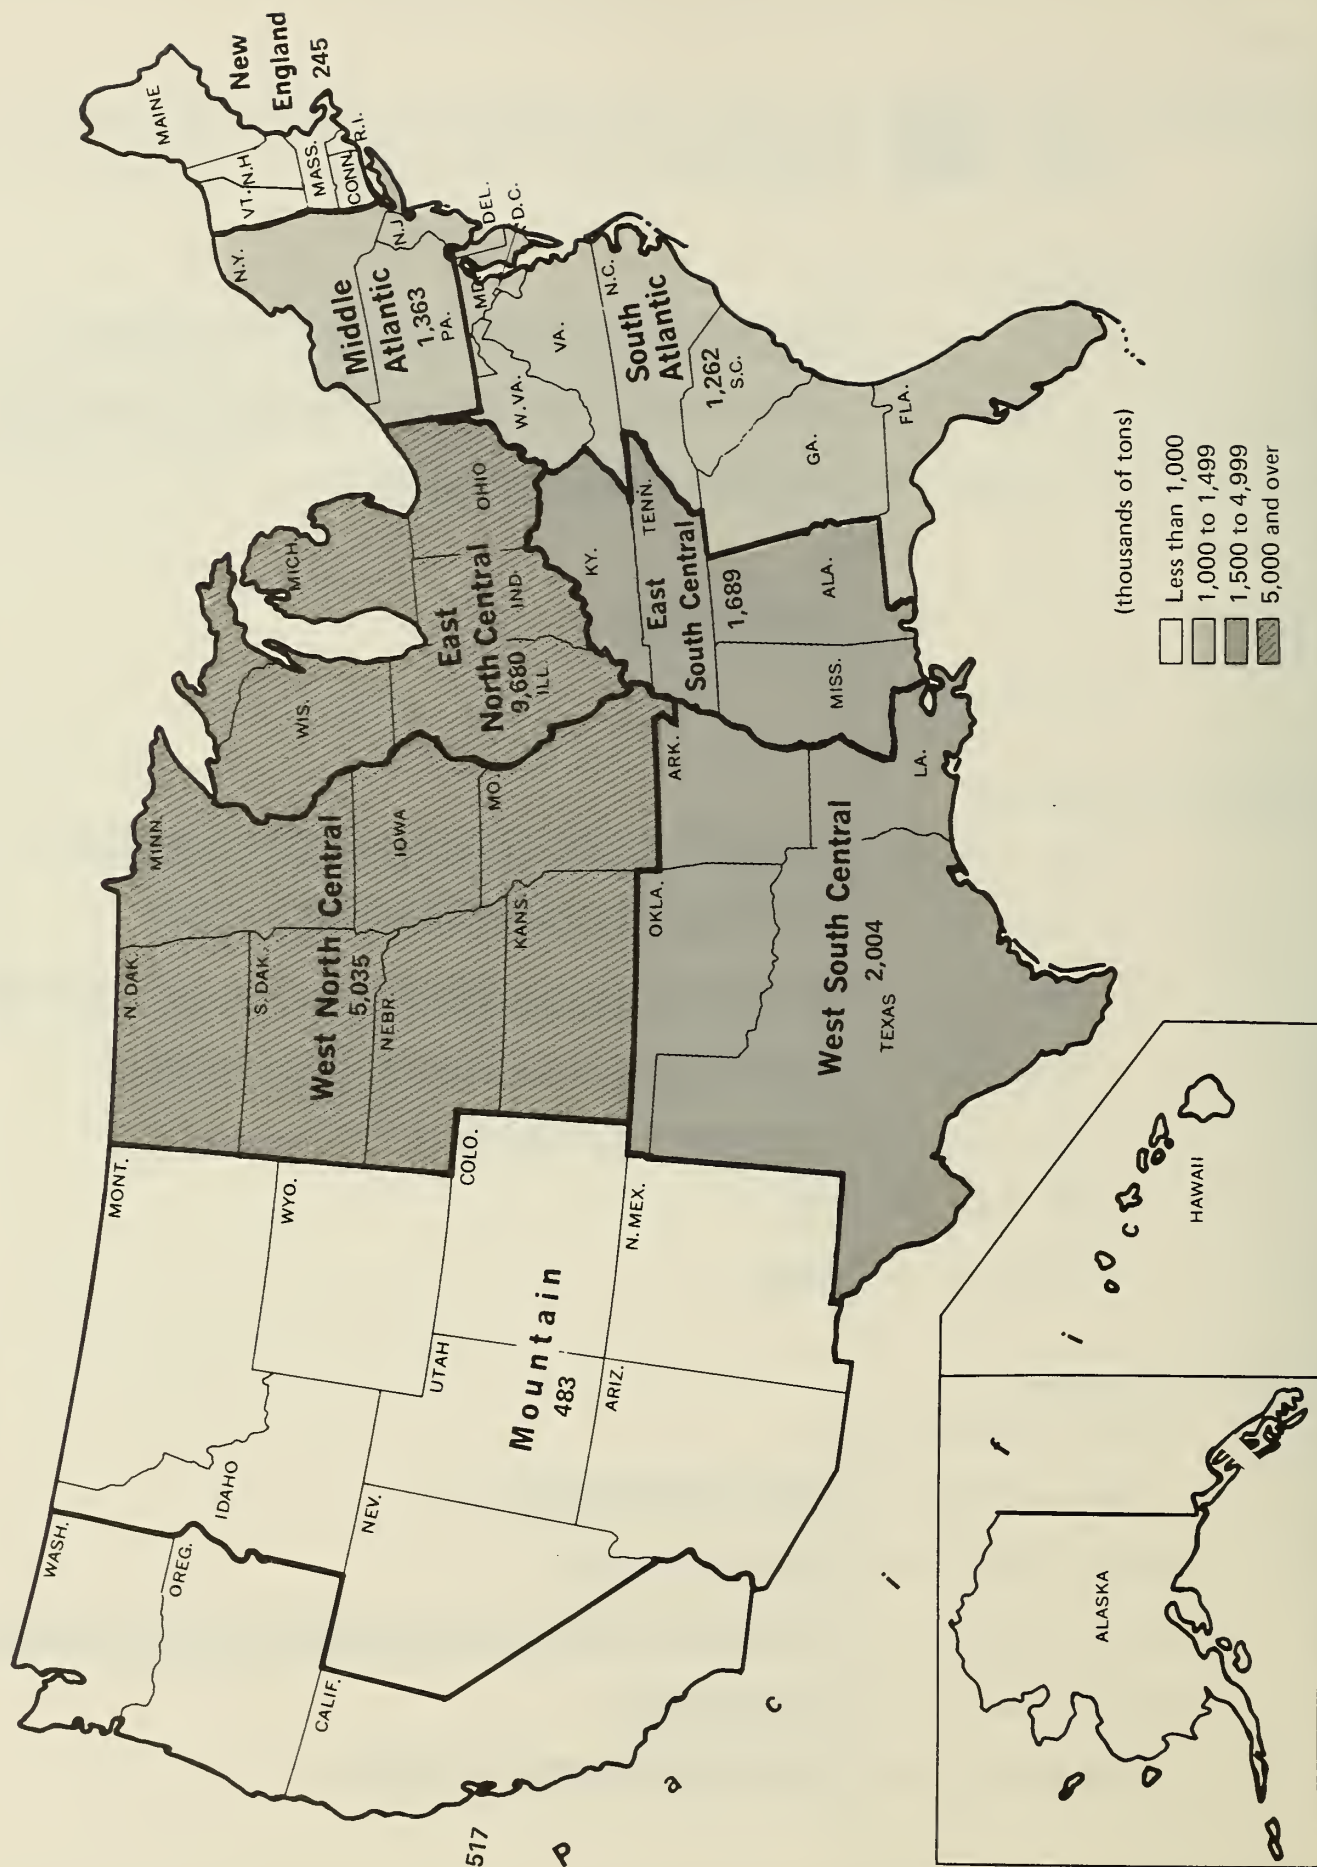 MAINE
New
England
245
VT.
N.H
MASS.
CONN.
R.I.
N.Y.
N.J
Middle
Atlantic
1,363
PA.
DEL.
D.C.
MD.
W.VA.
VA.
N.C.
South
Atlantic
1,262
S.C.
GA.
FLA.
MICH.
OHIO
WIS.
East
North Central
9,680
ILL
IND
KY.
TENN.
East
South Central
1,689
MISS.
ALA.
MINN
N. DAK.
S. DAK.
West North Central
5,035
NEBR.
IOWA
MO.
KANS.
OKLA.
ARK.
LA.
West South Central
TEXAS 2,004
MONT.
WYO.
IDAHO
COLO.
UTAH
NEV.
Mountain
483
ARIZ.
N. MEX.
WASH.
OREG.
CALIF.
517
P a c i f i c
ALASKA
HAWAII
(thousands of tons)
Less than 1,000
1,000 to 1,499
1,500 to 4,999
5,000 and over